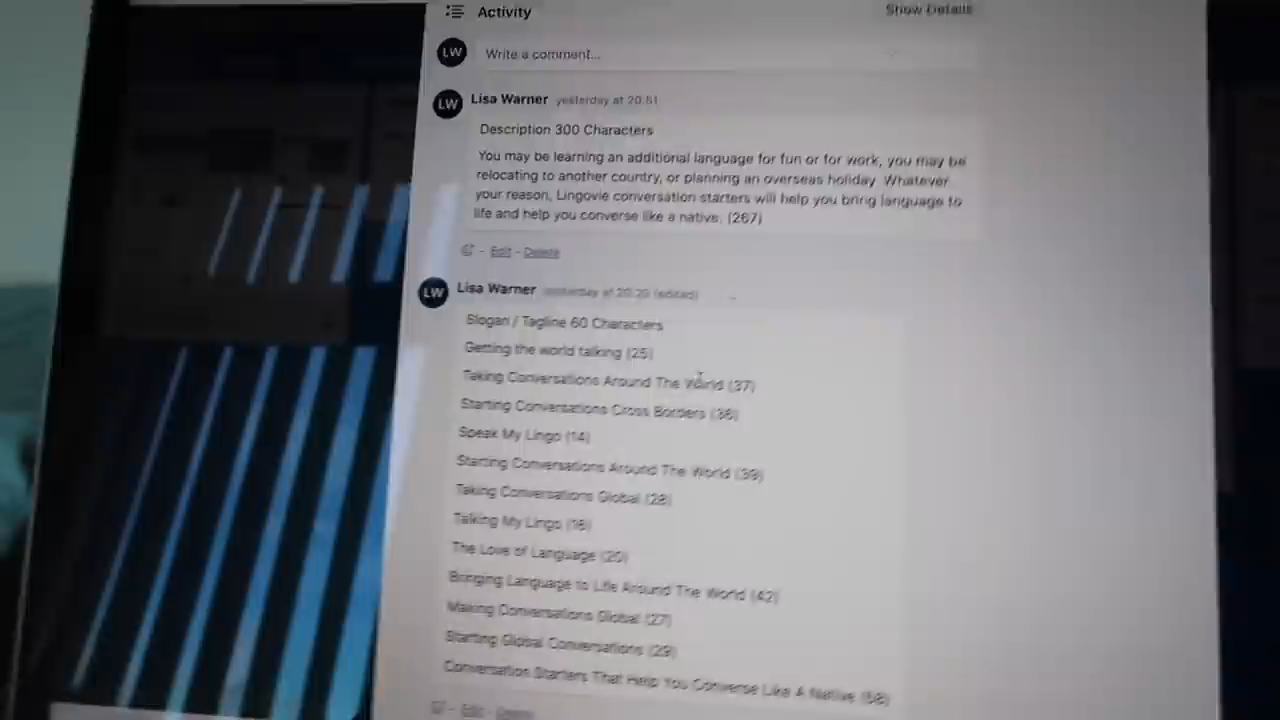 Activity
Show Details
LW
Write a comment...
LW
Lisa Warner yesterday at 20:51
Description 300 Characters
You may be learning an additional language for fun or for work, you may be
relocating to another country, or planning an overseas holiday. Whatever
your reason, Lingovie conversation starters will help you bring language to
life and help you converse like a native. (267)
- Edit - Delete
LW
Lisa Warner yesterday at 20:20 (edited)
Slogan / Tagline 60 Characters
Getting the world talking (25)
Taking Conversations Around The World (37)
Starting Conversations Cross Borders (36)
Speak My Lingo (14)
Starting Conversations Around The World (39)
Taking Conversations Global (28)
Talking My Lingo (16)
The Love of Language (20)
Bringing Language to Life Around The World (42)
Making Conversations Global (27)
Starting Global Conversations (29)
Conversation Starters That Help You Converse Like A Native (58)
- Edit - Delete